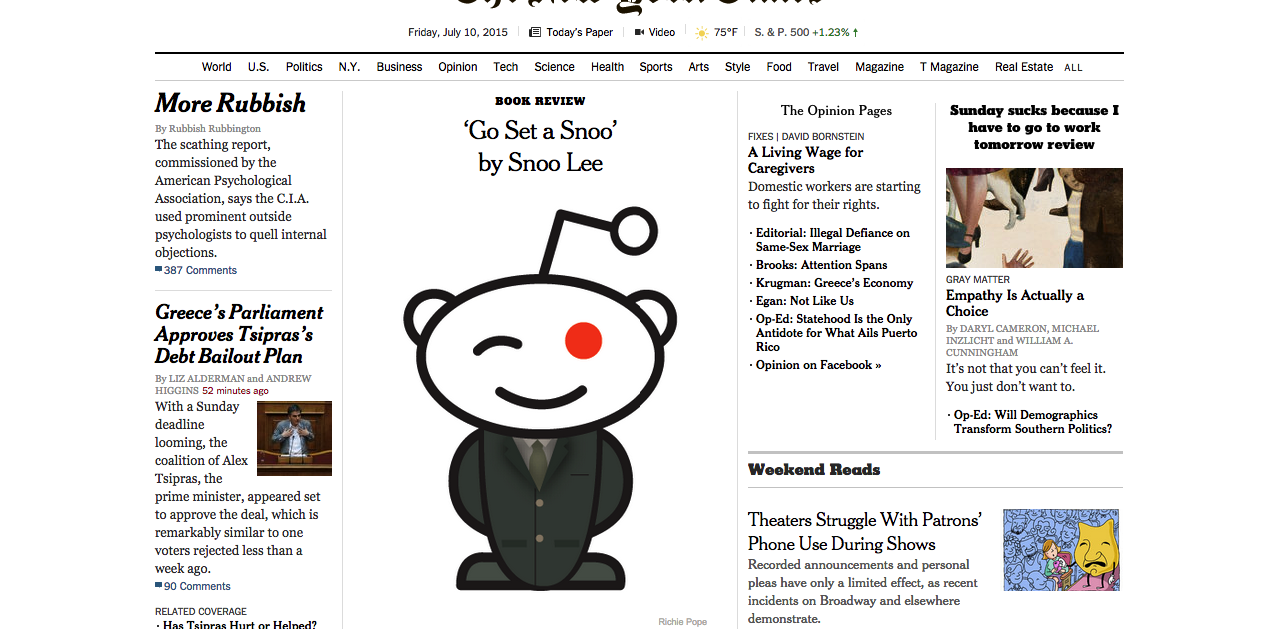 The New York Times
Friday, July 10, 2015
Today's Paper
Video
75°F
S. & P. 500 +1.23% ↑
World U.S. Politics N.Y. Business Opinion Tech Science Health Sports Arts Style Food Travel Magazine T Magazine Real Estate ALL
More Rubbish
By Rubbish Rubbington
The scathing report,
commissioned by the
American Psychological
Association, says the C.I.A.
used prominent outside
psychologists to quell internal
objections.
387 Comments
Greece's Parliament
Approves Tsipras's
Debt Bailout Plan
By LIZ ALDERMAN and ANDREW
HIGGINS 52 minutes ago
With a Sunday
deadline
looming, the
coalition of Alex
Tsipras, the
prime minister, appeared set
to approve the deal, which is
remarkably similar to one
voters rejected less than a
week ago.
90 Comments
RELATED COVERAGE
· Has Tsipras Hurt or Helped?
BOOK REVIEW
‘Go Set a Snoo’
by Snoo Lee
Richie Pope
The Opinion Pages
FIXES | DAVID BORNSTEIN
A Living Wage for
Caregivers
Domestic workers are starting
to fight for their rights.
· Editorial: Illegal Defiance on
Same-Sex Marriage
· Brooks: Attention Spans
· Krugman: Greece's Economy
· Egan: Not Like Us
· Op-Ed: Statehood Is the Only
Antidote for What Ails Puerto
Rico
· Opinion on Facebook »
Sunday sucks because I
have to go to work
tomorrow review
GRAY MATTER
Empathy Is Actually a
Choice
By DARYL CAMERON, MICHAEL
INZLICHT and WILLIAM A.
CUNNINGHAM
It's not that you can't feel it.
You just don't want to.
· Op-Ed: Will Demographics
Transform Southern Politics?
Weekend Reads
Theaters Struggle With Patrons'
Phone Use During Shows
Recorded announcements and personal
pleas have only a limited effect, as recent
incidents on Broadway and elsewhere
demonstrate.